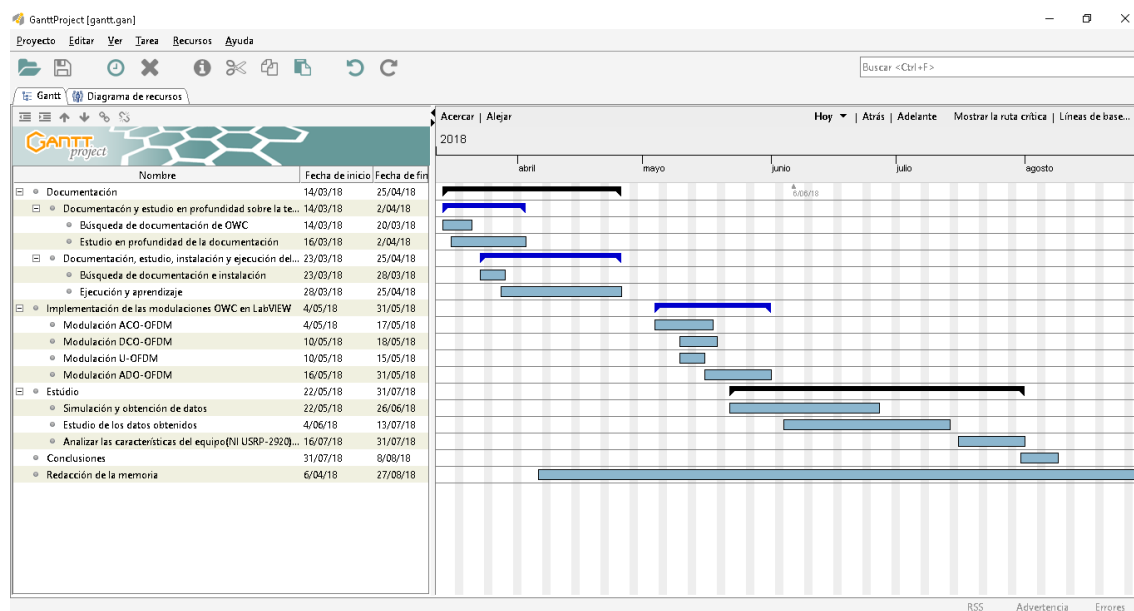 GanttProject [gantt.gan]
Proyecto Editar Ver Tarea Recursos Ayuda
Buscar <Ctrl+F>
Gantt Diagrama de recursos
Acercar | Alejar Hoy | Atrás | Adelante Mostrar la ruta crítica | Líneas de base...
GANTT project
2018
abril mayo junio julio agosto
Nombre Fecha de inicio Fecha de fin
6/06/18
Documentación 14/03/18 25/04/18
Documentacón y estudio en profundidad sobre la te... 14/03/18 2/04/18
Búsqueda de documentación de OWC 14/03/18 20/03/18
Estudio en profundidad de la documentación 16/03/18 2/04/18
Documentación, estudio, instalación y ejecución del... 23/03/18 25/04/18
Búsqueda de documentación e instalación 23/03/18 28/03/18
Ejecución y aprendizaje 28/03/18 25/04/18
Implementación de las modulaciones OWC en LabVIEW 4/05/18 31/05/18
Modulación ACO-OFDM 4/05/18 17/05/18
Modulación DCO-OFDM 10/05/18 18/05/18
Modulación U-OFDM 10/05/18 15/05/18
Modulación ADO-OFDM 16/05/18 31/05/18
Estúdio 22/05/18 31/07/18
Simulación y obtención de datos 22/05/18 26/06/18
Estudio de los datos obtenidos 4/06/18 13/07/18
Analizar las características del equipo(NI USRP-2920)... 16/07/18 31/07/18
Conclusiones 31/07/18 8/08/18
Redacción de la memoria 6/04/18 27/08/18
RSS Advertencia Errores